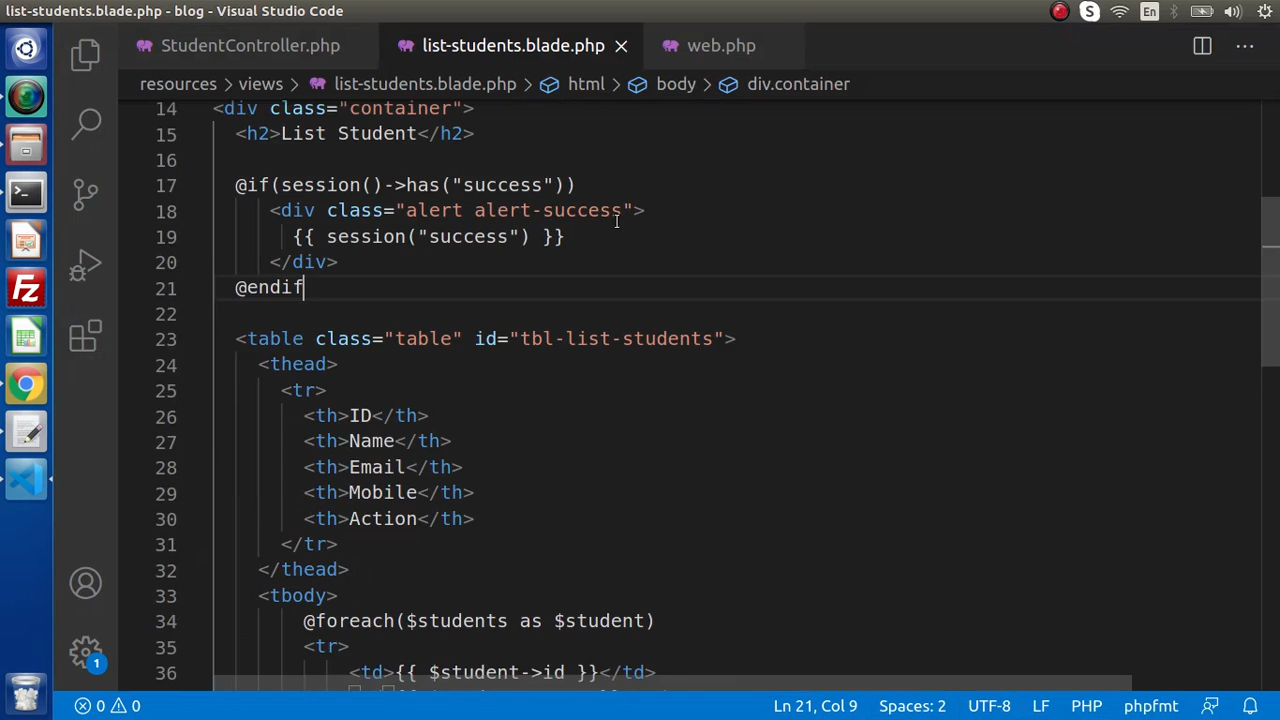 list-students.blade.php - blog - Visual Studio Code
S
En
StudentController.php
list-students.blade.php
web.php
resources > views > list-students.blade.php > html > body > div.container
14 <div class="container">
15 <h2>List Student</h2>
16
17 @if(session()->has("success"))
18 <div class="alert alert-success">
19 {{ session("success") }}
20 </div>
21 @endif
22
23 <table class="table" id="tbl-list-students">
24 <thead>
25 <tr>
26 <th>ID</th>
27 <th>Name</th>
28 <th>Email</th>
29 <th>Mobile</th>
30 <th>Action</th>
31 </tr>
32 </thead>
33 <tbody>
34 @foreach($students as $student)
35 <tr>
36 <td>{{ $student->id }}</td>
Fz
1
0 0 Ln 21, Col 9 Spaces: 2 UTF-8 LF PHP phpfmt